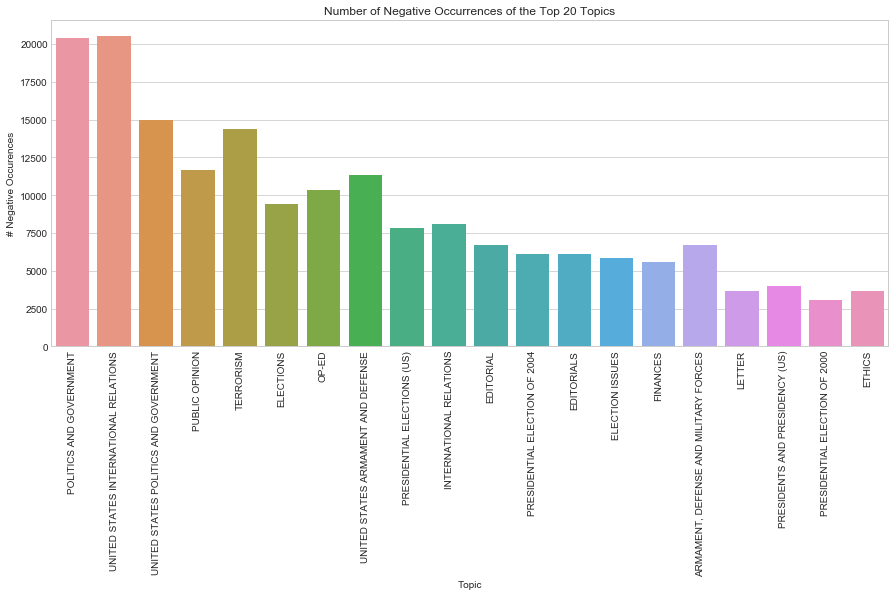 Number of Negative Occurrences of the Top 20 Topics
# Negative Occurences
20000
17500
15000
12500
10000
7500
5000
2500
0
POLITICS AND GOVERNMENT
UNITED STATES INTERNATIONAL RELATIONS
UNITED STATES POLITICS AND GOVERNMENT
PUBLIC OPINION
TERRORISM
ELECTIONS
OP-ED
UNITED STATES ARMAMENT AND DEFENSE
PRESIDENTIAL ELECTIONS (US)
INTERNATIONAL RELATIONS
EDITORIAL
PRESIDENTIAL ELECTION OF 2004
EDITORIALS
ELECTION ISSUES
FINANCES
ARMAMENT, DEFENSE AND MILITARY FORCES
LETTER
PRESIDENTS AND PRESIDENCY (US)
PRESIDENTIAL ELECTION OF 2000
ETHICS
Topic